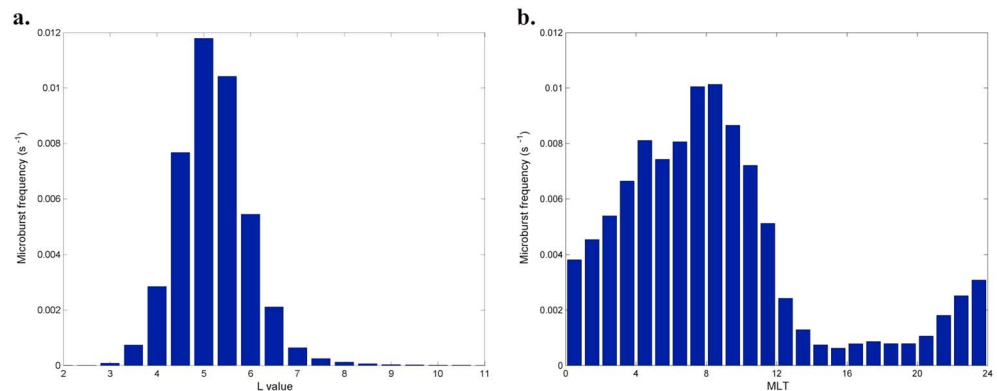 a.
0.012
0.01
0.008
0.006
0.004
0.002
0
Microburst frequency (s -1)
2 3 4 5 6 7 8 9 10 11
L value
b.
0.012
0.01
0.008
0.006
0.004
0.002
0
Microburst frequency (s -1)
0 4 8 12 16 20 24
MLT